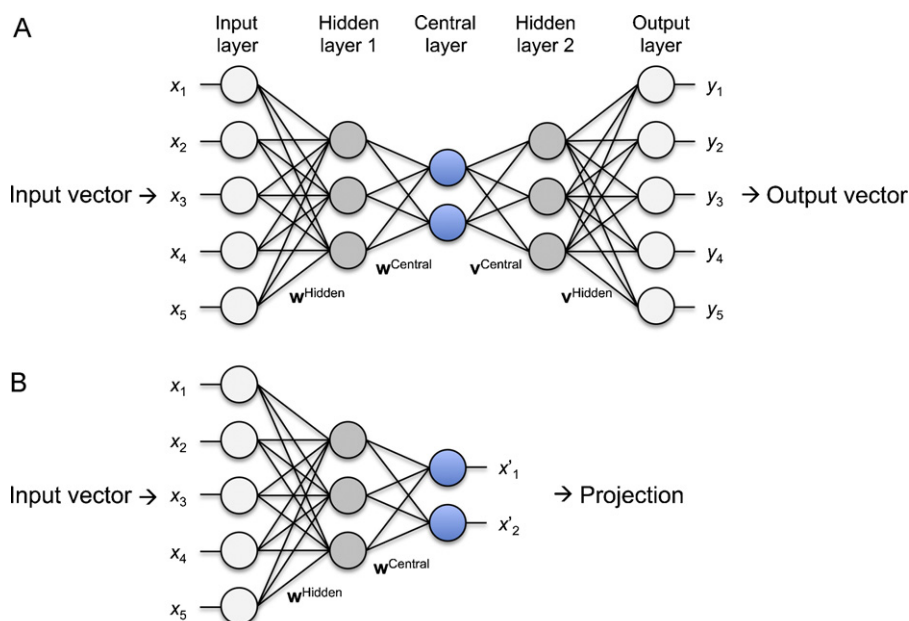 A
Input layer
Hidden layer 1
Central layer
Hidden layer 2
Output layer
x1
x2
Input vector → x3
x4
x5
y1
y2
y3 → Output vector
y4
y5
wHidden
wCentral
vCentral
vHidden
B
x1
x2
Input vector → x3
x4
x5
x'1
x'2
→ Projection
wHidden
wCentral